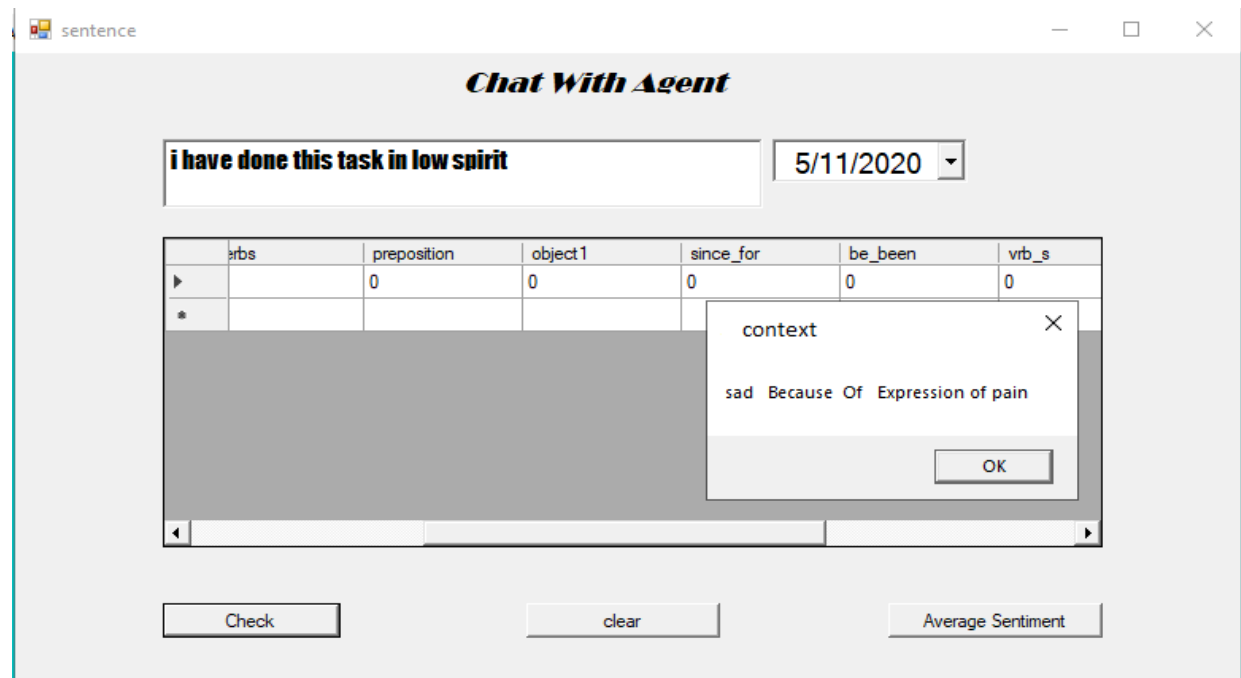 sentence
Chat With Agent
i have done this task in low spirit
5/11/2020
erbs preposition object1 since_for be_been vrb_s
0 0 0 0 0
context
sad Because Of Expression of pain
OK
Check clear Average Sentiment